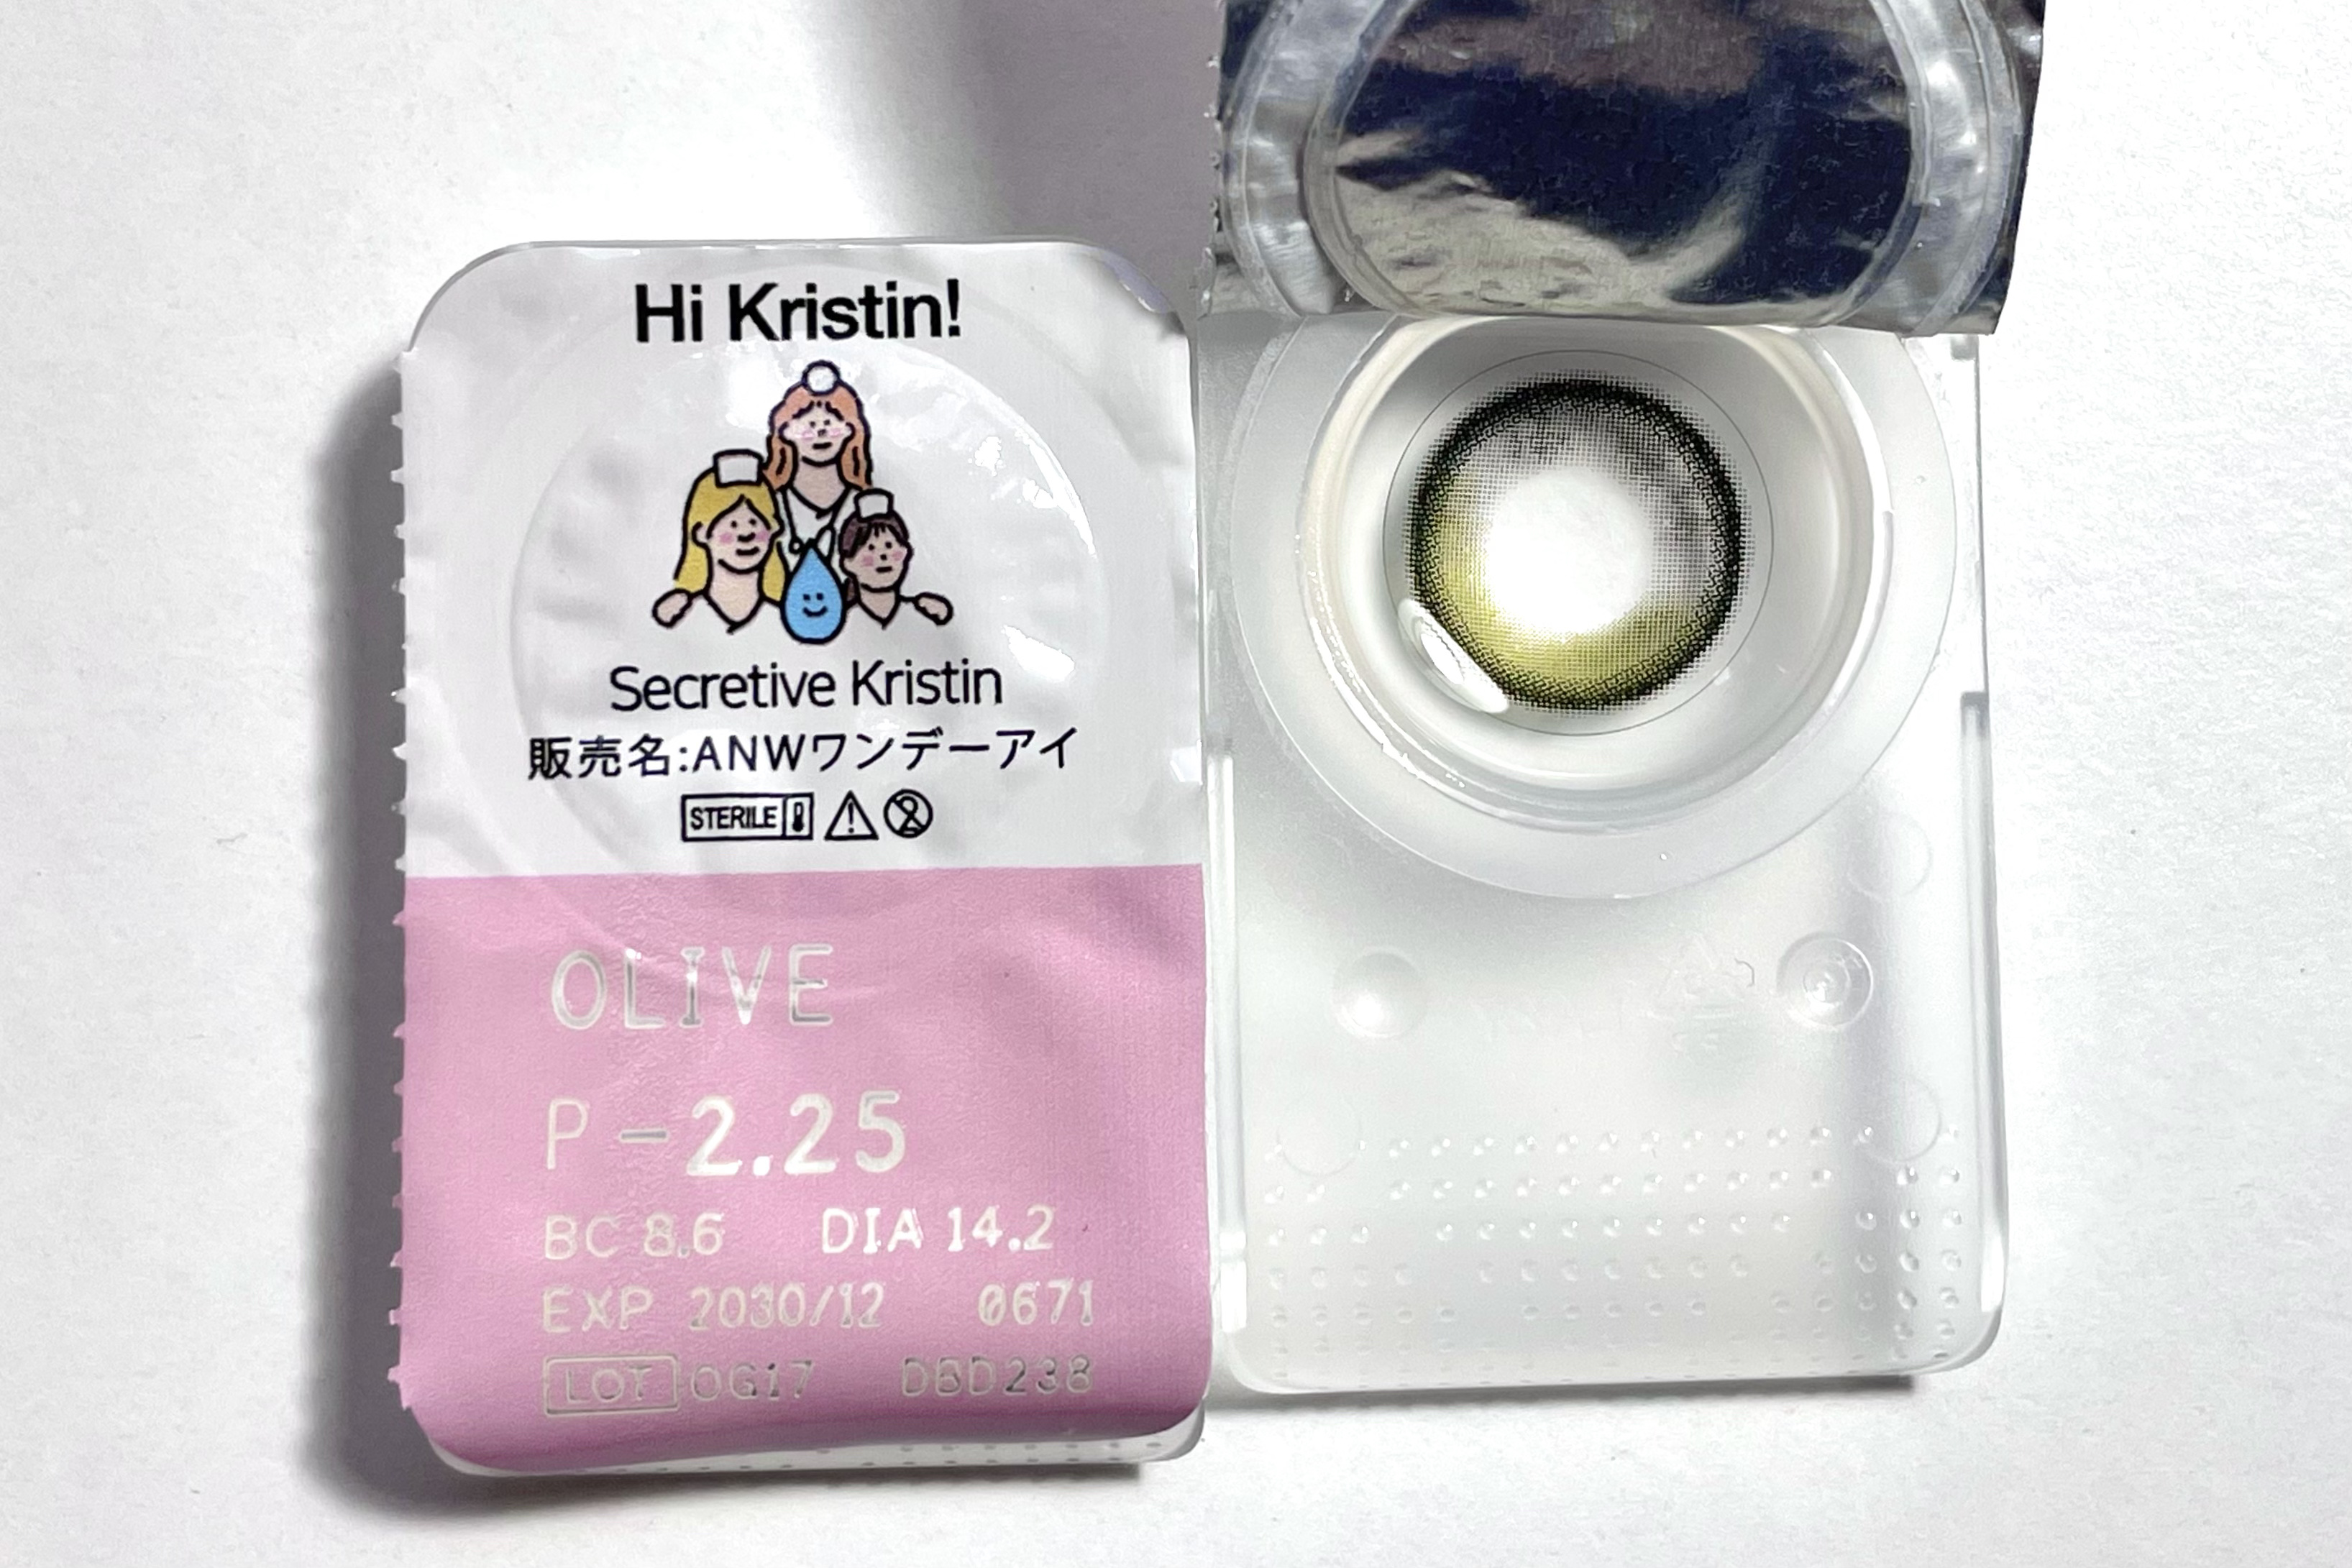 Hi Kristin!
Secretive Kristin
販売名:ANWワンデーアイ
STERILE
OLIVE
P -2.25
BC 8.6 DIA 14.2
EXP 2030/12 0671
LOT 0G17 DBD238